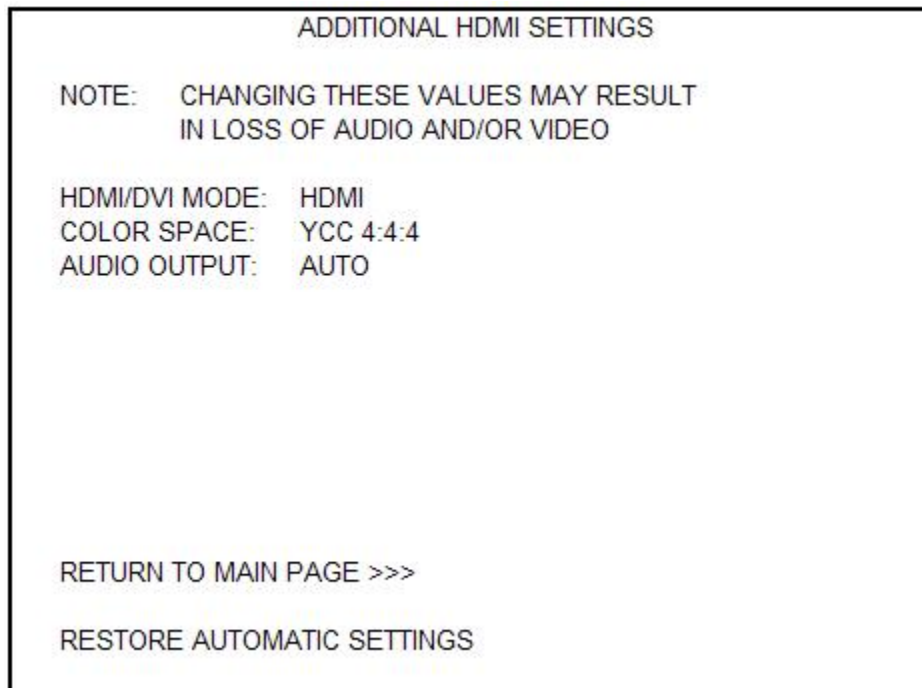 ADDITIONAL HDMI SETTINGS
NOTE: CHANGING THESE VALUES MAY RESULT
IN LOSS OF AUDIO AND/OR VIDEO
HDMI/DVI MODE: HDMI
COLOR SPACE: YCC 4:4:4
AUDIO OUTPUT: AUTO
RETURN TO MAIN PAGE >>>
RESTORE AUTOMATIC SETTINGS